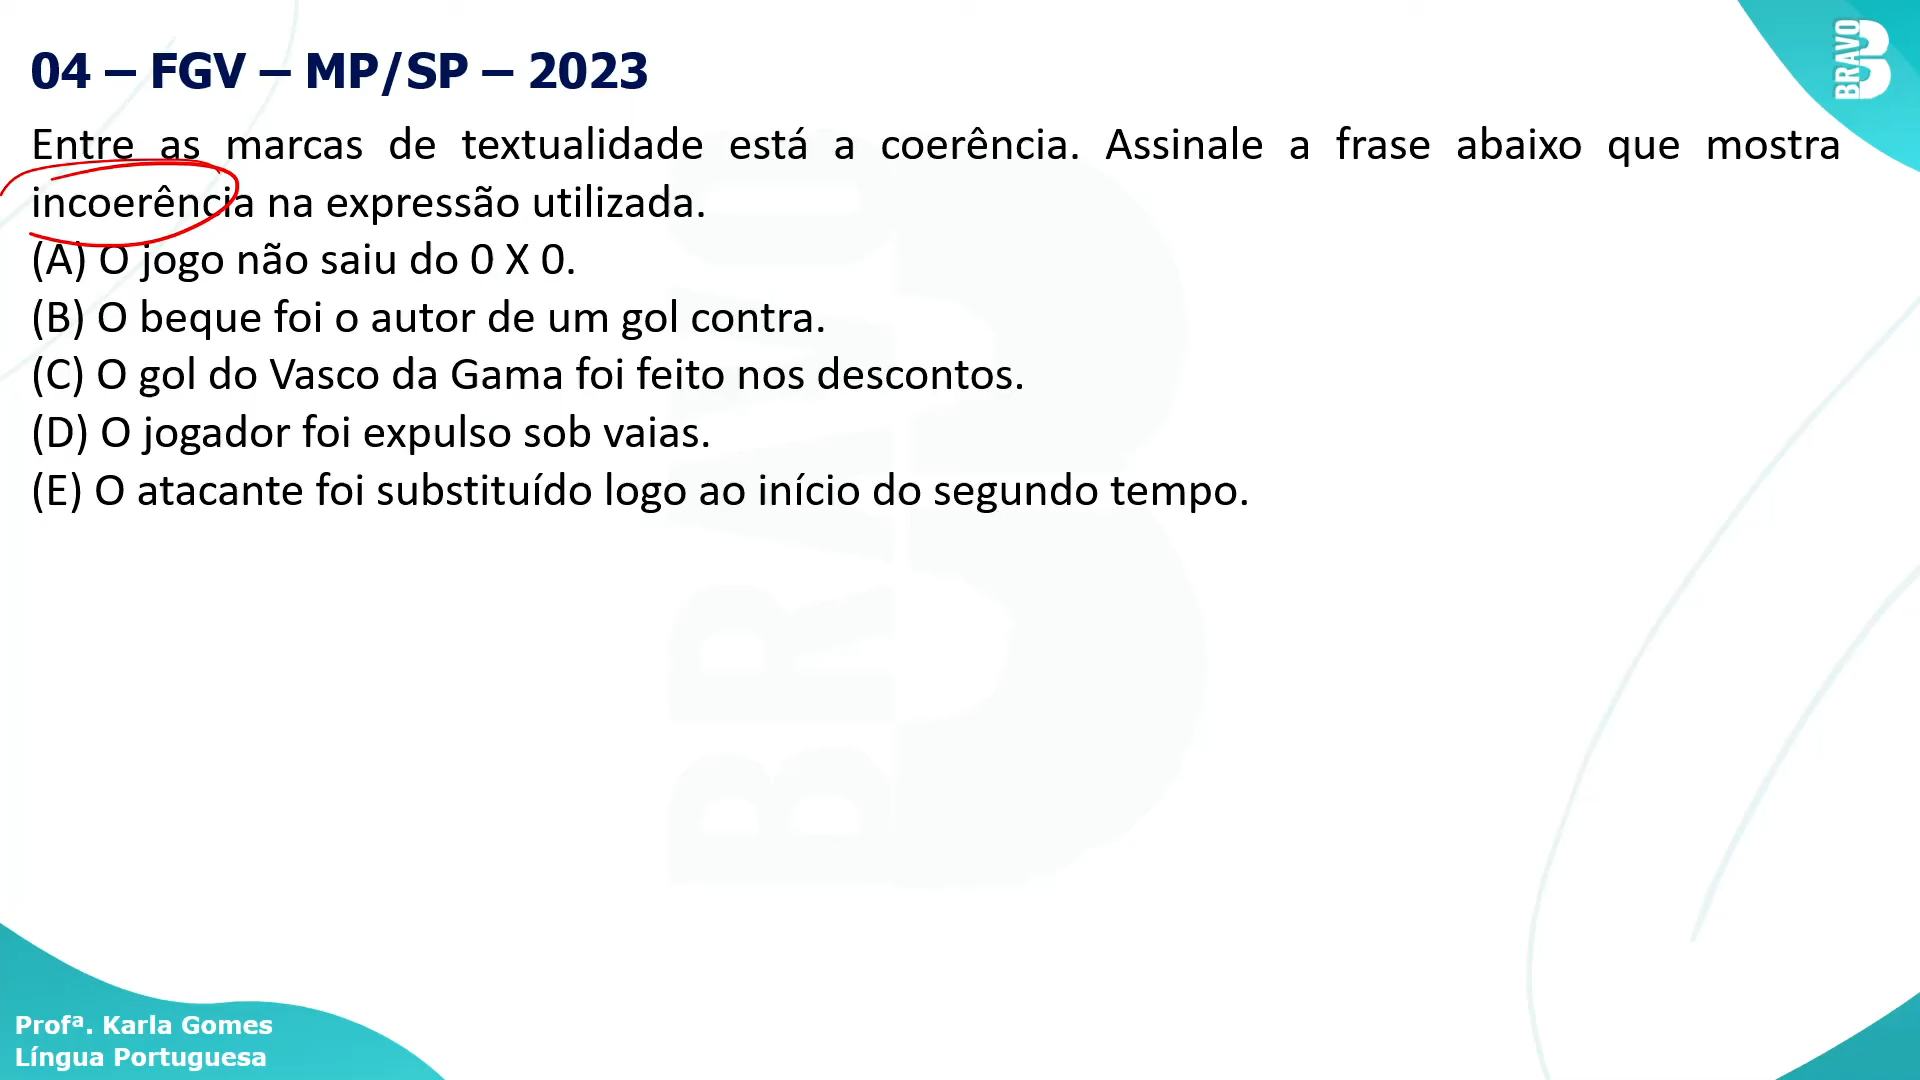 04 – FGV – MP/SP – 2023
BRAVO
Entre as marcas de textualidade está a coerência. Assinale a frase abaixo que mostra
incoerência na expressão utilizada.
(A) O jogo não saiu do 0 X 0.
(B) O beque foi o autor de um gol contra.
(C) O gol do Vasco da Gama foi feito nos descontos.
(D) O jogador foi expulso sob vaias.
(E) O atacante foi substituído logo ao início do segundo tempo.
BRAVO
Profª. Karla Gomes
Língua Portuguesa